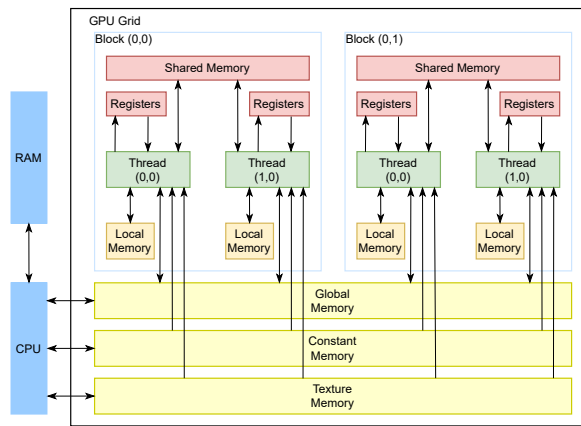 GPU Grid
Block (0,0)
Block (0,1)
Shared Memory
Shared Memory
Registers
Registers
Registers
Registers
RAM
Thread
(0,0)
Thread
(1,0)
Thread
(0,0)
Thread
(1,0)
Local
Memory
Local
Memory
Local
Memory
Local
Memory
Global
Memory
CPU
Constant
Memory
Texture
Memory